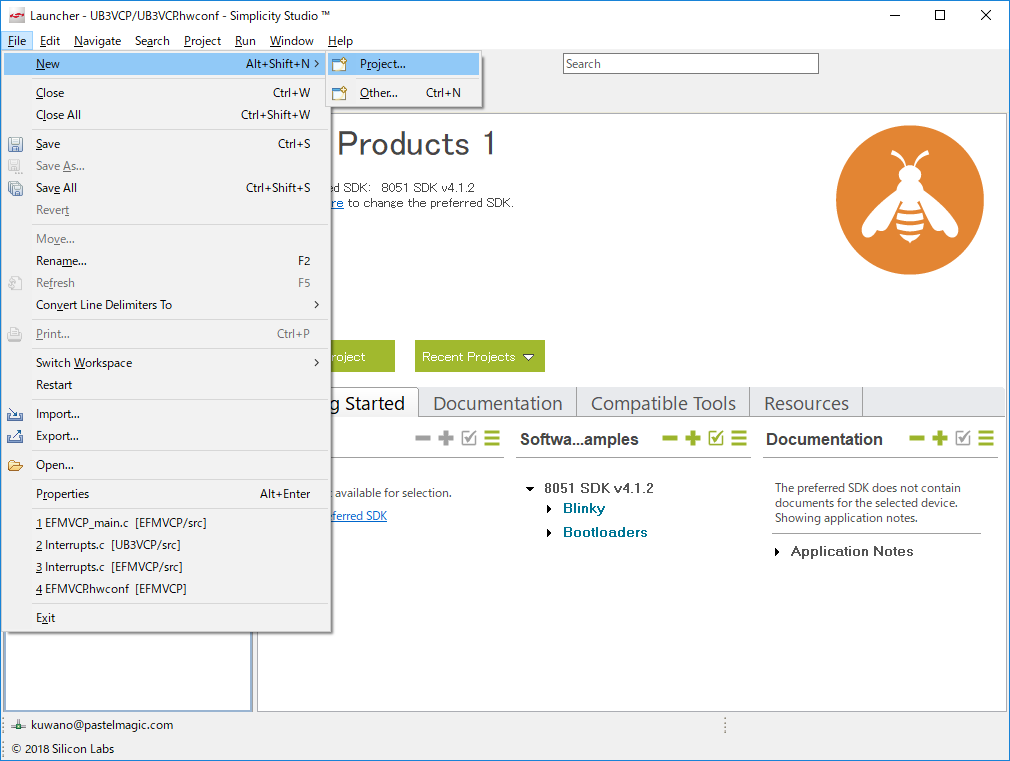 Launcher - UB3VCP/UB3VCP.hwconf - Simplicity Studio ™
File Edit Navigate Search Project Run Window Help
New Alt+Shift+N
Project...
Search
Close Ctrl+W
Other... Ctrl+N
Close All Ctrl+Shift+W
Save Ctrl+S
Products 1
Save As...
Save All Ctrl+Shift+S
SDK: 8051 SDK v4.1.2
to change the preferred SDK.
Revert
Move...
Rename... F2
Refresh F5
Convert Line Delimiters To
Print... Ctrl+P
Switch Workspace
Recent Projects
Restart
Import...
Started Documentation Compatible Tools Resources
Export...
Softwa...amples
Documentation
Open...
Properties Alt+Enter
available for selection.
SDK
8051 SDK v4.1.2
Blinky
Bootloaders
The preferred SDK does not contain
documents for the selected device.
Showing application notes.
Application Notes
1 EFMVCP_main.c [EFMVCP/src]
2 Interrupts.c [UB3VCP/src]
3 Interrupts.c [EFMVCP/src]
4 EFMVCP.hwconf [EFMVCP]
Exit
kuwano@pastelmagic.com
© 2018 Silicon Labs